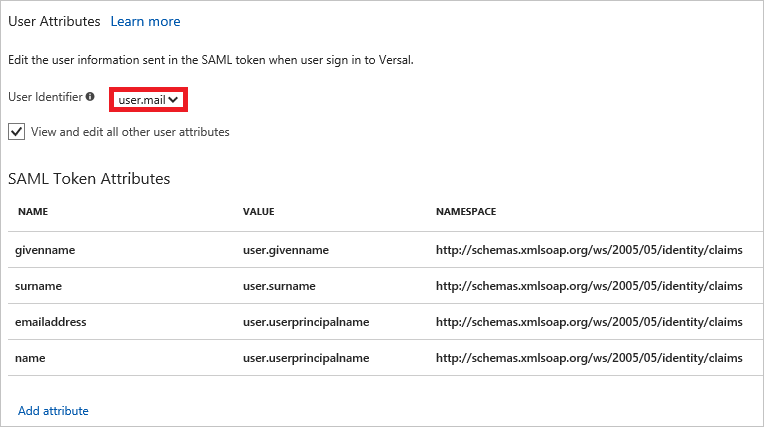 User Attributes Learn more
Edit the user information sent in the SAML token when user sign in to Versal.
User Identifier user.mail
View and edit all other user attributes
SAML Token Attributes
NAME VALUE NAMESPACE
givenname user.givenname http://schemas.xmlsoap.org/ws/2005/05/identity/claims
surname user.surname http://schemas.xmlsoap.org/ws/2005/05/identity/claims
emailaddress user.userprincipalname http://schemas.xmlsoap.org/ws/2005/05/identity/claims
name user.userprincipalname http://schemas.xmlsoap.org/ws/2005/05/identity/claims
Add attribute